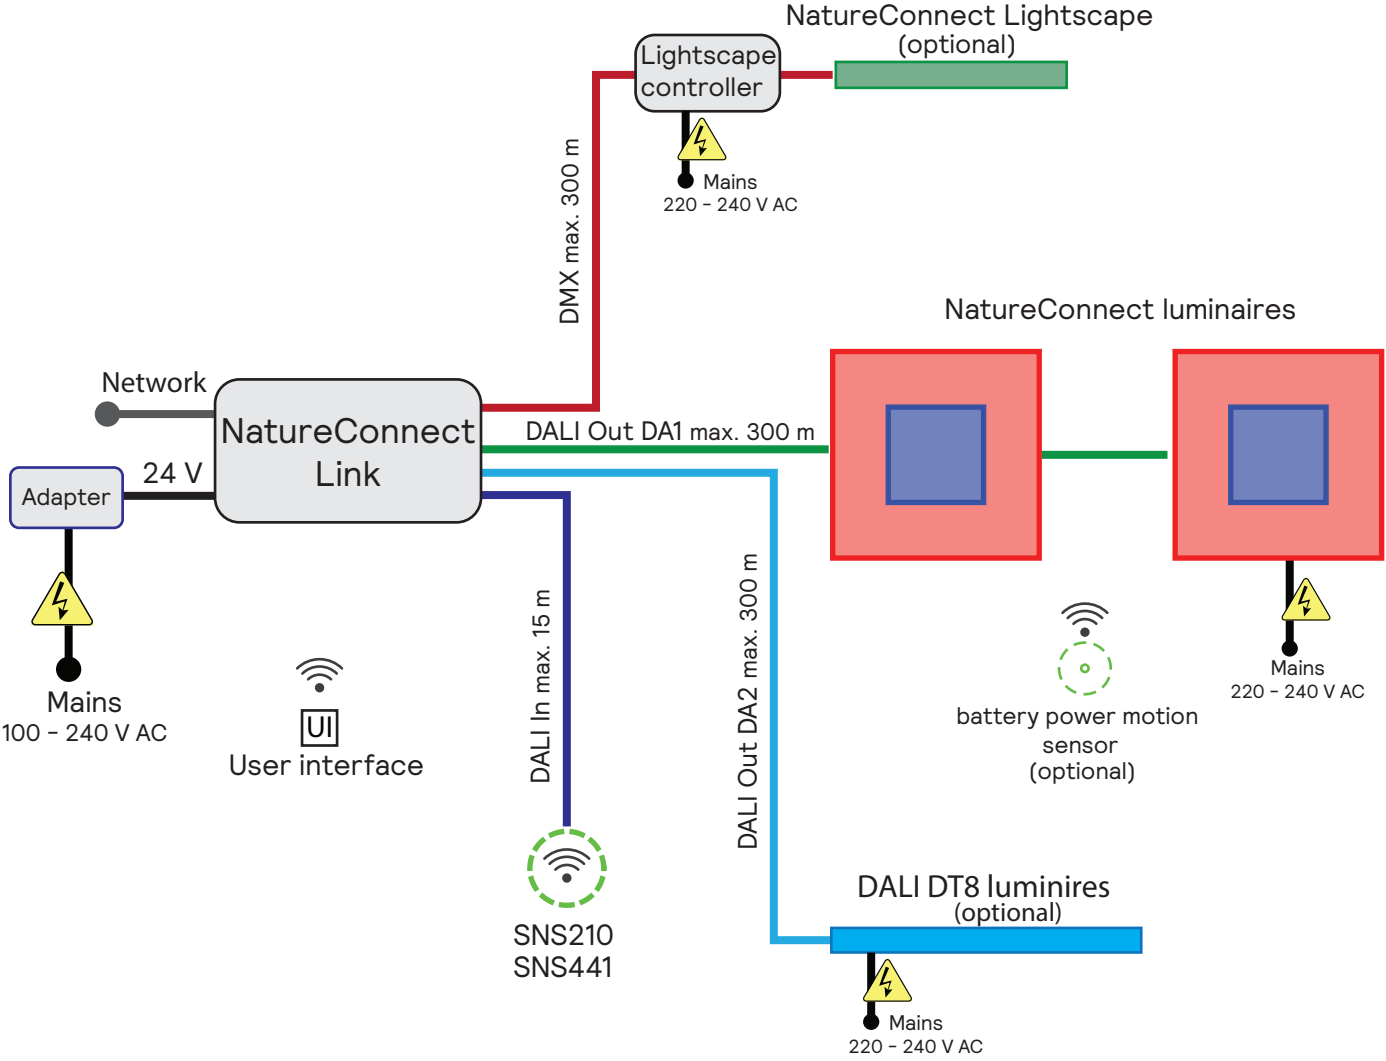 NatureConnect Lightscape
(optional)
Lightscape
controller
Mains
220 - 240 V AC
DMX max. 300 m
NatureConnect luminaires
Network
NatureConnect
Link
DALI Out DA1 max. 300 m
24 V
Adapter
Mains
100 - 240 V AC
UI
User interface
DALI In max. 15 m
DALI Out DA2 max. 300 m
battery power motion
sensor
(optional)
Mains
220 - 240 V AC
SNS210
SNS441
DALI DT8 luminires
(optional)
Mains
220 - 240 V AC